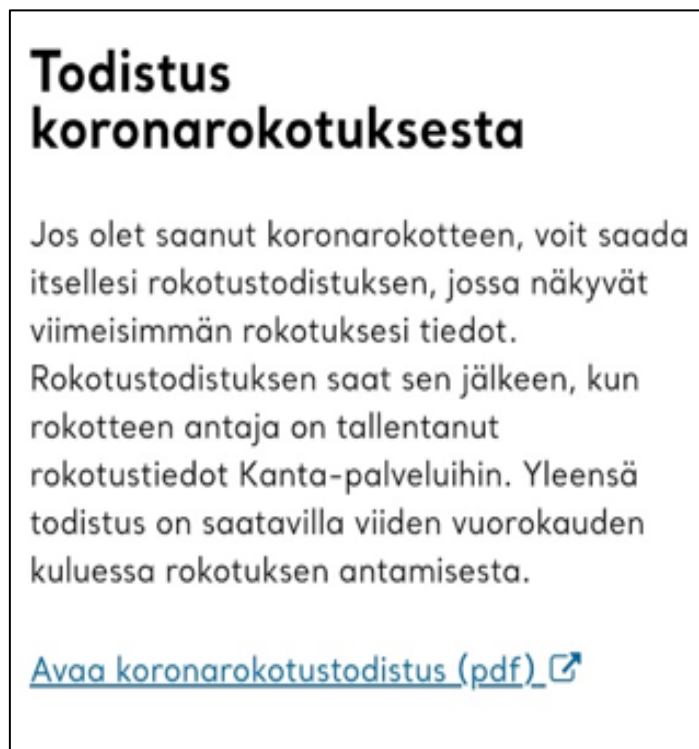 Todistus
koronarokotuksesta
Jos olet saanut koronarokotteen, voit saada
itsellesi rokotustodistuksen, jossa näkyvät
viimeisimmän rokotuksesi tiedot.
Rokotustodistuksen saat sen jälkeen, kun
rokotteen antaja on tallentanut
rokotustiedot Kanta-palveluihin. Yleensä
todistus on saatavilla viiden vuorokauden
kuluessa rokotuksen antamisesta.
Avaa koronarokotustodistus (pdf)